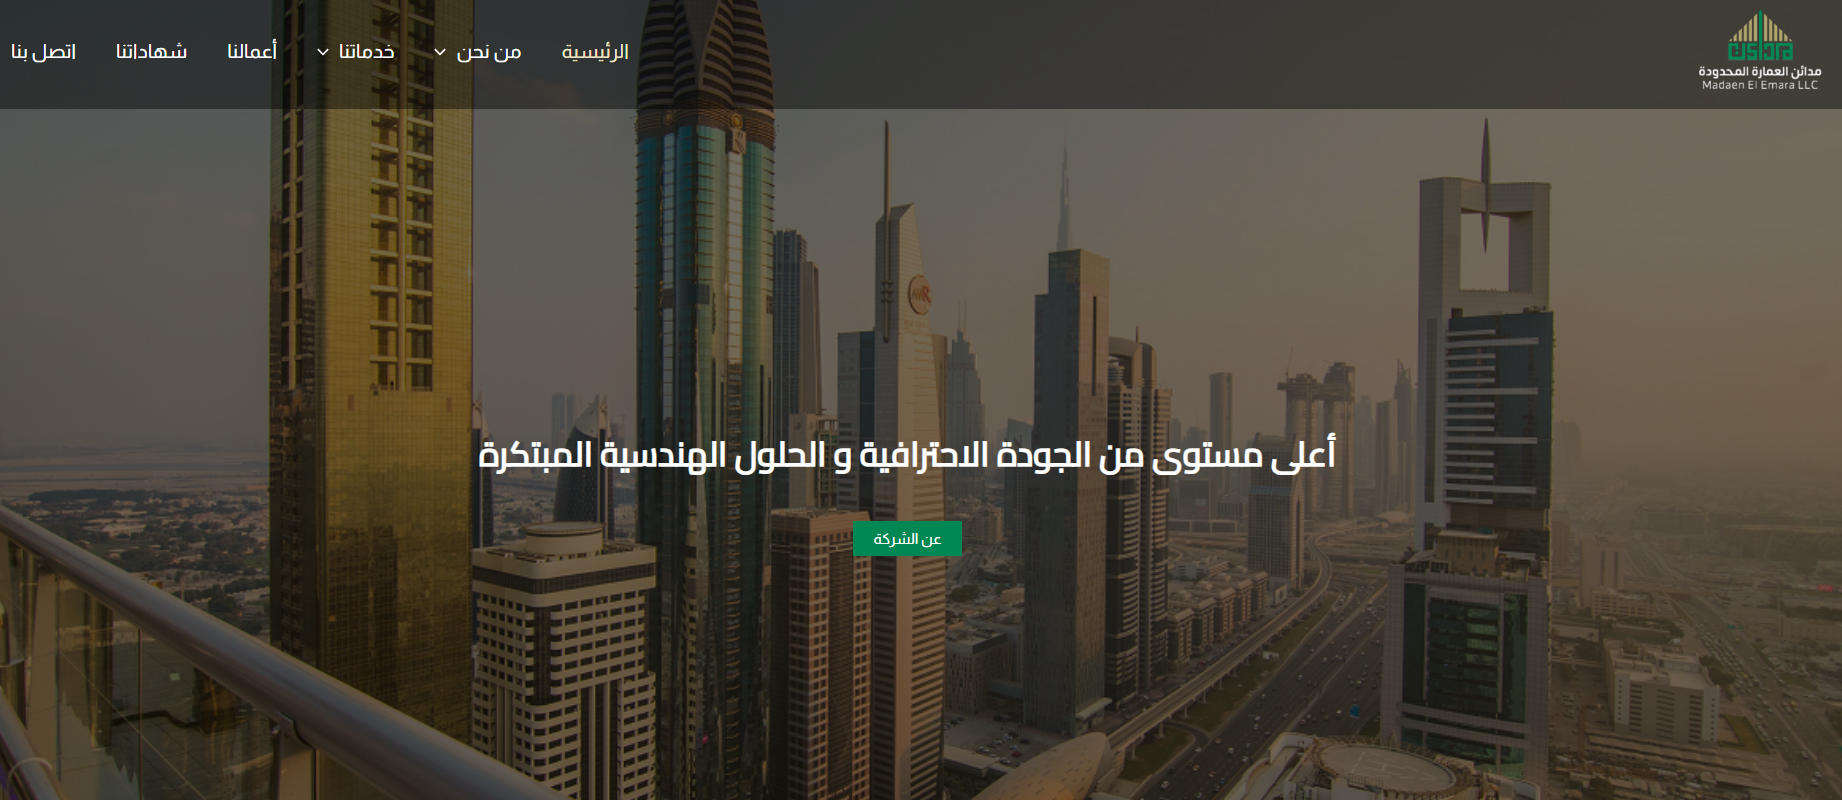 مدائن العمارة المحدودة
Madaen El Emara LLC
الرئيسية
من نحن
خدماتنا
أعمالنا
شهاداتنا
اتصل بنا
أعلى مستوى من الجودة الاحترافية و الحلول الهندسية المبتكرة
عن الشركة